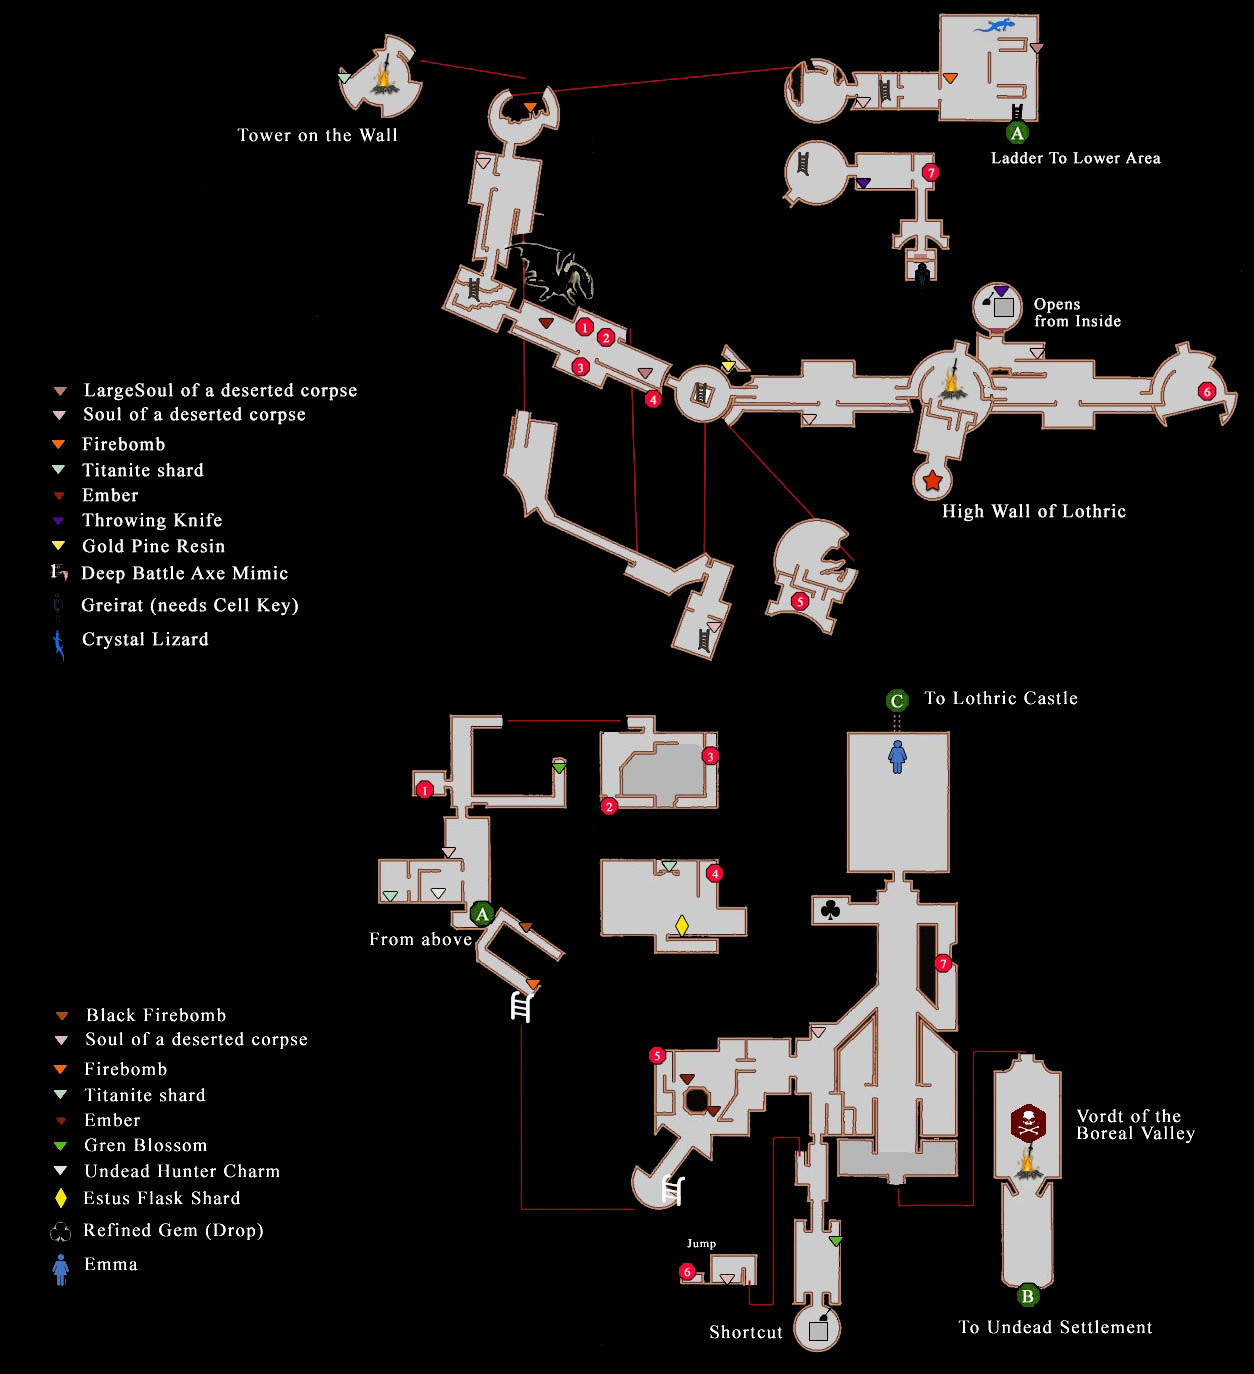 Tower on the Wall
A
Ladder To Lower Area
7
Opens
from Inside
1
2
3
4
6
LargeSoul of a deserted corpse
Soul of a deserted corpse
Firebomb
Titanite shard
Ember
Throwing Knife
Gold Pine Resin
Deep Battle Axe Mimic
Greirat (needs Cell Key)
Crystal Lizard
High Wall of Lothric
5
C To Lothric Castle
1
2
3
4
A
From above
7
5
Black Firebomb
Soul of a deserted corpse
Firebomb
Titanite shard
Ember
Gren Blossom
Undead Hunter Charm
Estus Flask Shard
Refined Gem (Drop)
Emma
Vordt of the
Boreal Valley
Jump
6
Shortcut
B
To Undead Settlement